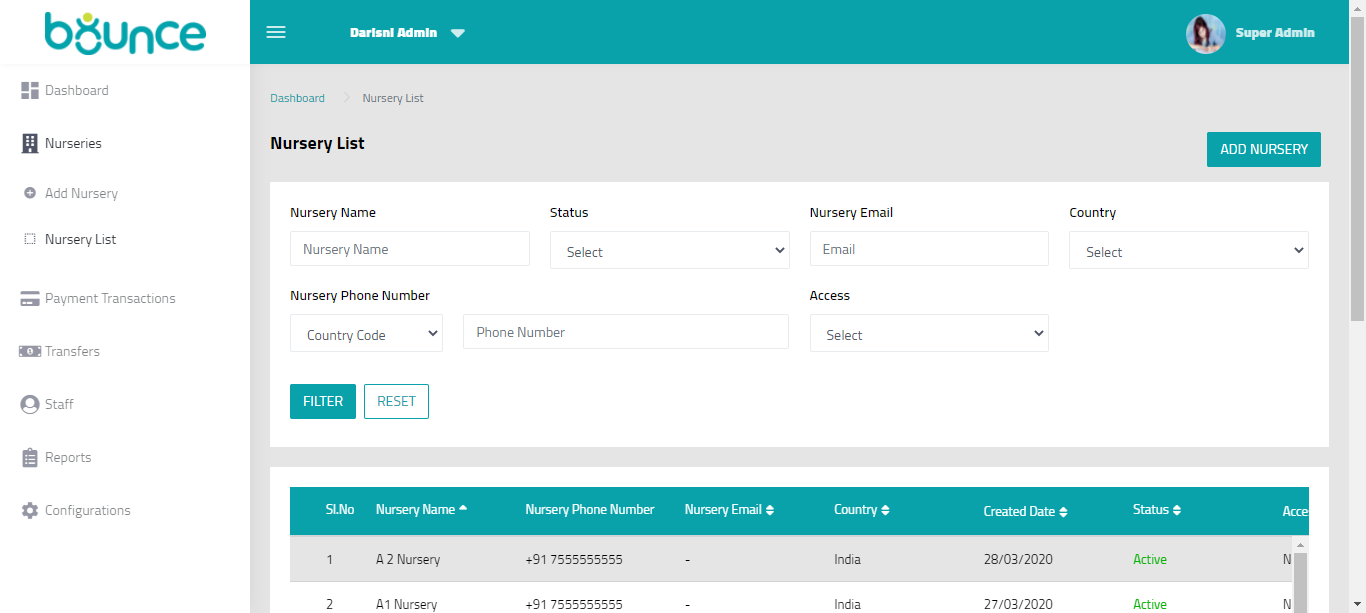 bounce
Darisni Admin
Super Admin
Dashboard
Nurseries
Add Nursery
Nursery List
Payment Transactions
Transfers
Staff
Reports
Configurations
Dashboard Nursery List
Nursery List
ADD NURSERY
Nursery Name Status Nursery Email Country
Nursery Name Select Email Select
Nursery Phone Number Access
Country Code Phone Number Select
FILTER RESET
Sl.No Nursery Name Nursery Phone Number Nursery Email Country Created Date Status Acce
1 A 2 Nursery +91 7555555555 - India 28/03/2020 Active N
2 A1 Nursery +91 7555555555 - India 27/03/2020 Active N